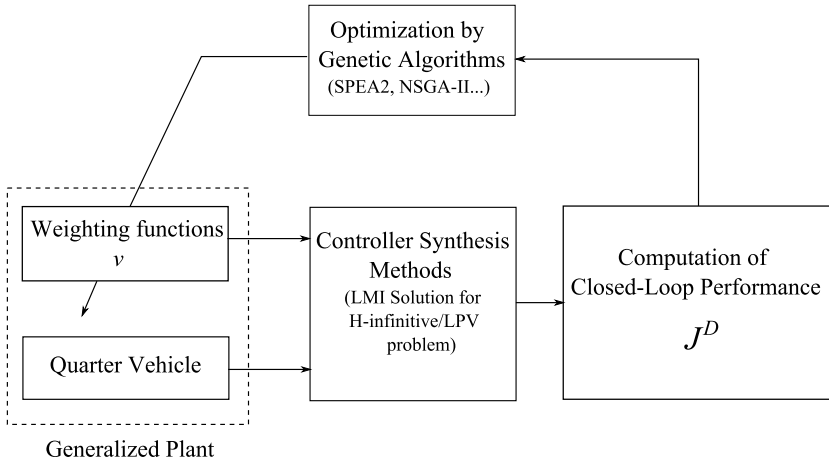 Optimization by
Genetic Algorithms
(SPEA2, NSGA-II...)
Weighting functions
v
Quarter Vehicle
Generalized Plant
Controller Synthesis
Methods
(LMI Solution for
H-infinitive/LPV
problem)
Computation of
Closed-Loop Performance
J^D